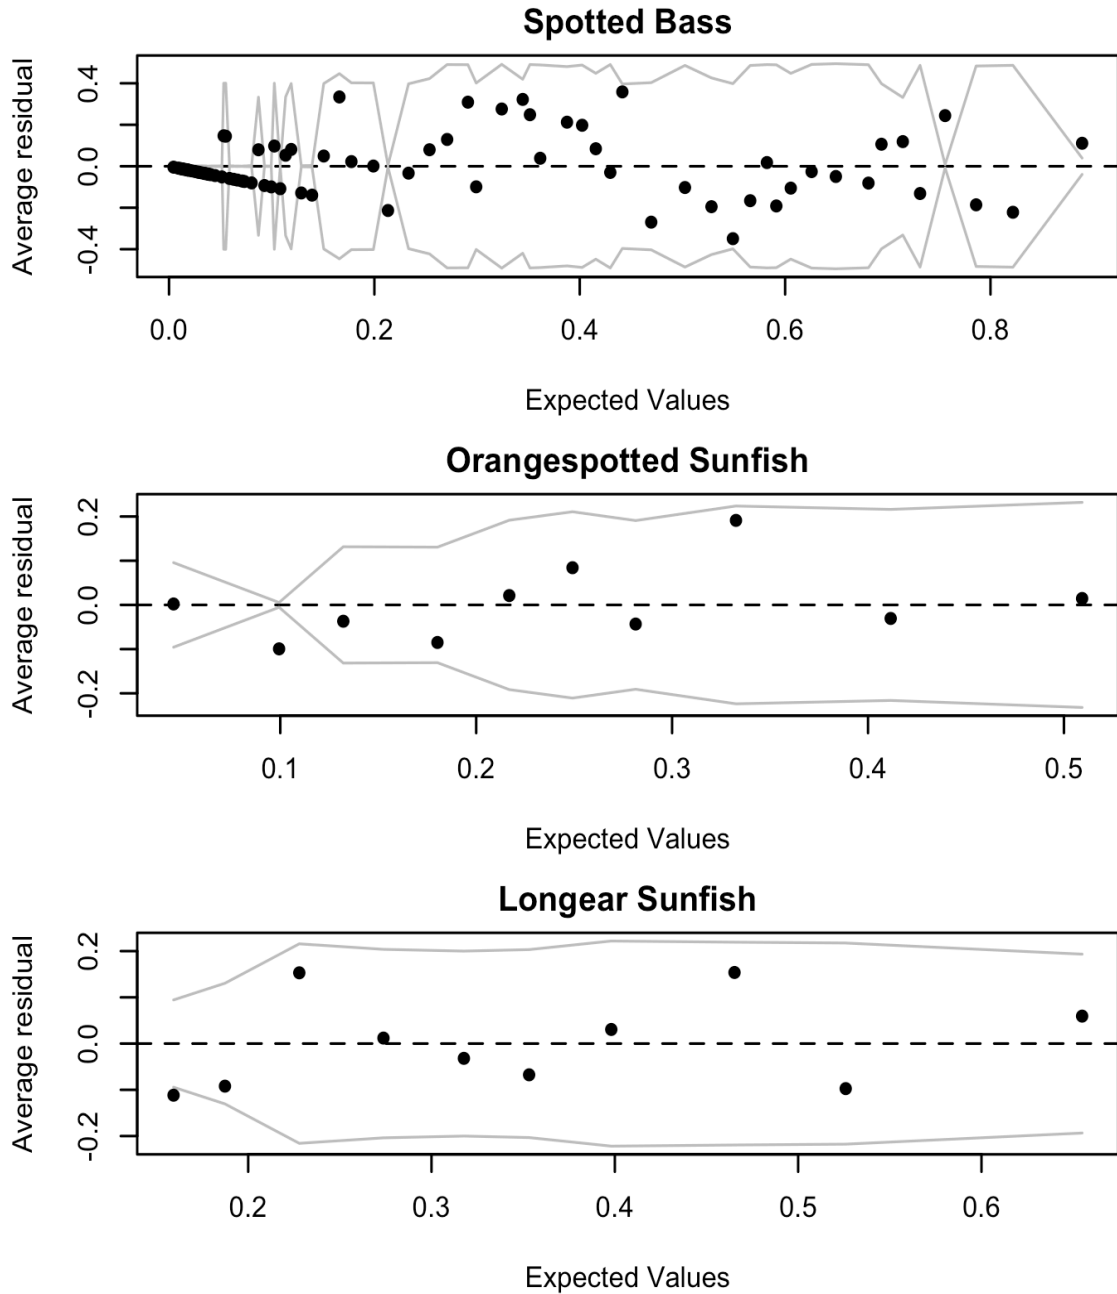 Spotted Bass
Average residual
0.4
0.0
-0.4
0.0 0.2 0.4 0.6 0.8
Expected Values
Orangespotted Sunfish
Average residual
0.2
0.0
-0.2
0.1 0.2 0.3 0.4 0.5
Expected Values
Longear Sunfish
Average residual
0.2
0.0
-0.2
0.2 0.3 0.4 0.5 0.6
Expected Values